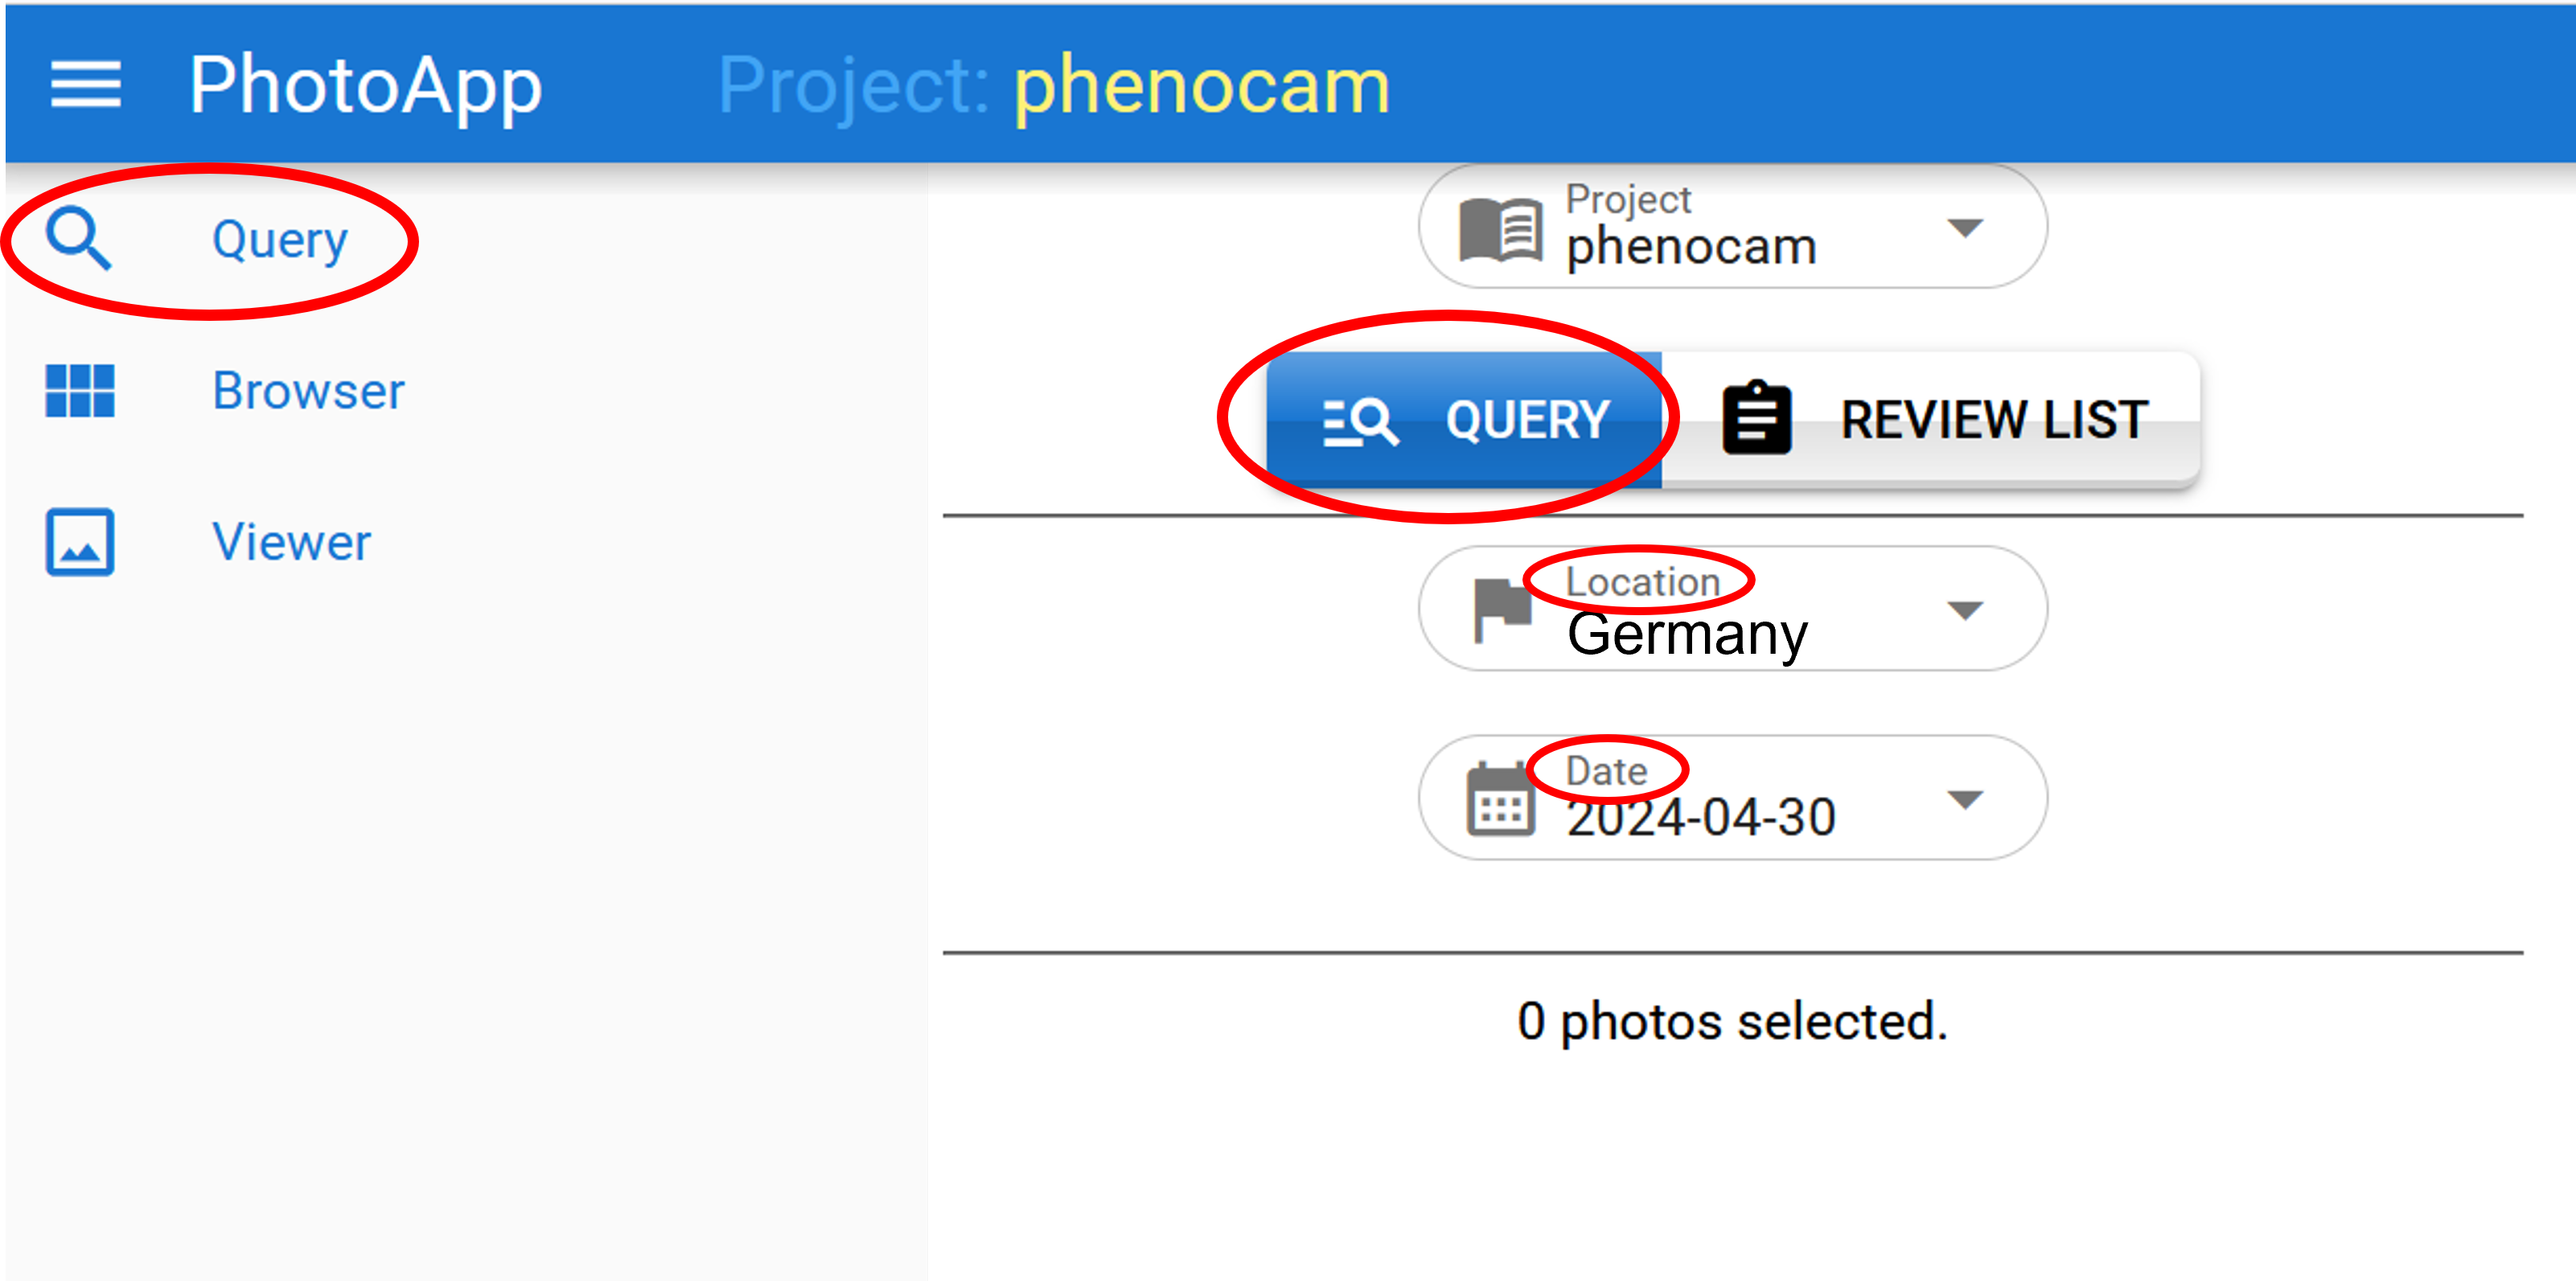 PhotoApp Project: phenocam
Query
Browser
Viewer
Project
phenocam
QUERY REVIEW LIST
Location
Germany
Date
2024-04-30
0 photos selected.